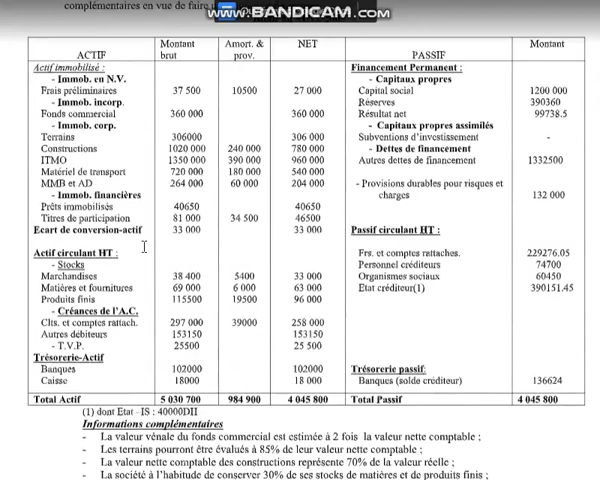 complémentaires en vue de faire
www.BANDICAM.com
ACTIF Montant brut Amort. & prov. NET PASSIF Montant
Actif immobilisé : Financement Permanent :
- Immob. en N.V. - Capitaux propres
Frais préliminaires 37 500 10500 27 000 Capital social 1200 000
- Immob. incorp. Réserves 390360
Fonds commercial 360 000 360 000 Résultat net 99738.5
- Immob. corp. - Capitaux propres assimilés
Terrains 306000 306 000 Subventions d'investissement -
Constructions 1020 000 240 000 780 000 - Dettes de financement
ITMO 1350 000 390 000 960 000 Autres dettes de financement 1332500
Matériel de transport 720 000 180 000 540 000
MMB et AD 264 000 60 000 204 000 - Provisions durables pour risques et
- Immob. financières charges 132 000
Prêts immobilisés 40650 40650
Titres de participation 81 000 34 500 46500
Ecart de conversion-actif 33 000 33 000 Passif circulant HT :
Actif circulant HT : Frs. et comptes rattaches. 229276.05
- Stocks Personnel créditeurs 74700
Marchandises 38 400 5400 33 000 Organismes sociaux 60450
Matières et fournitures 69 000 6 000 63 000 Etat créditeur(1) 390151.45
Produits finis 115500 19500 96 000
- Créances de l'A.C.
Clts. et comptes rattach. 297 000 39000 258 000
Autres débiteurs 153150 153150
- T.V.P. 25500 25 500
Trésorerie-Actif
Banques 102000 102000 Trésorerie passif:
Caisse 18000 18 000 Banques (solde créditeur) 136624
Total Actif 5 030 700 984 900 4 045 800 Total Passif 4 045 800
(1) dont Etat –IS : 40000DH
Informations complémentaires
- La valeur vénale du fonds commercial est estimée à 2 fois la valeur nette comptable ;
- Les terrains pourront être évalués à 85% de leur valeur nette comptable ;
- La valeur nette comptable des constructions représente 70% de la valeur réelle ;
- La société à l'habitude de conserver 30% de ses stocks de matières et de produits finis ;